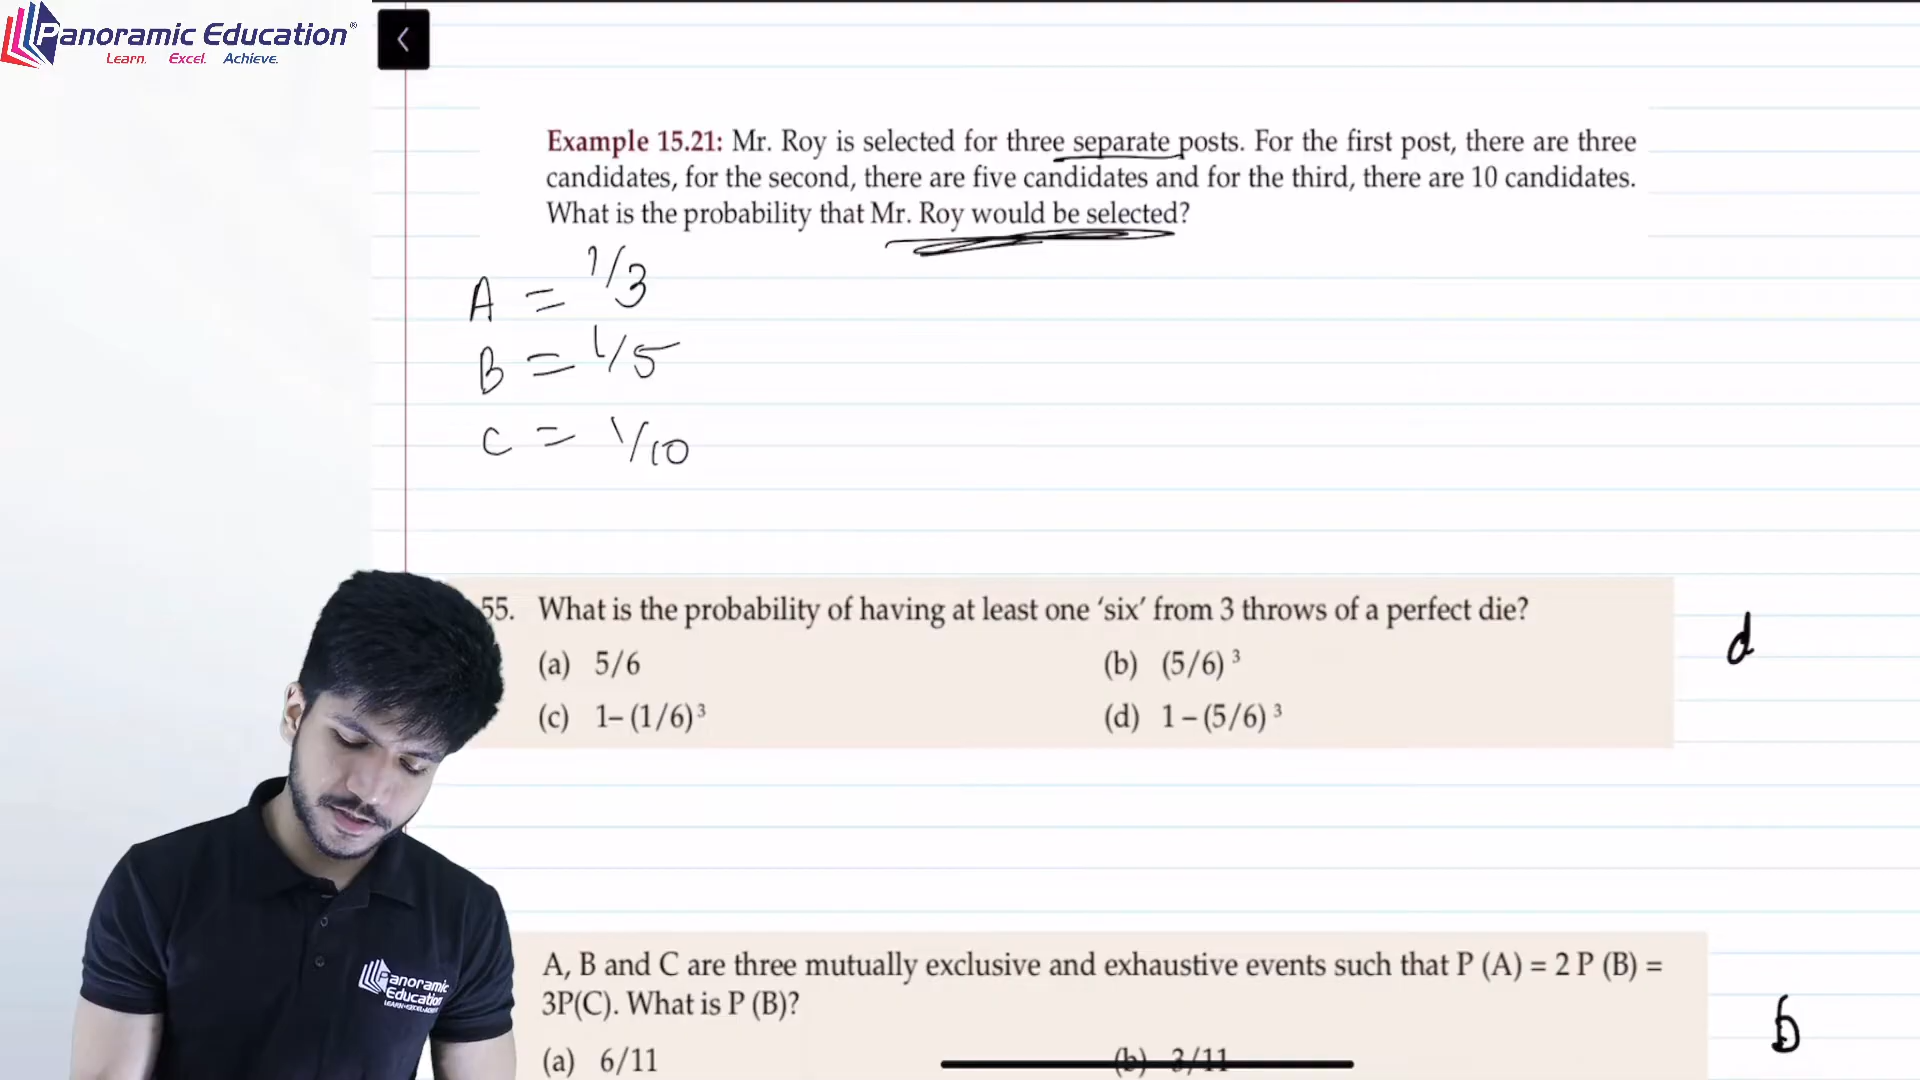 Panoramic Education®
Learn. Excel. Achieve.
Example 15.21: Mr. Roy is selected for three separate posts. For the first post, there are three
candidates, for the second, there are five candidates and for the third, there are 10 candidates.
What is the probability that Mr. Roy would be selected?
A = 1/3
B = 1/5
C = 1/10
55. What is the probability of having at least one ‘six’ from 3 throws of a perfect die?
(a) 5/6
(b) (5/6) ³
(c) 1– (1/6)³
(d) 1 – (5/6) ³
d
A, B and C are three mutually exclusive and exhaustive events such that P (A) = 2 P (B) =
3P(C). What is P (B)?
(a) 6/11
(b) 3/11
b
Panoramic
Education